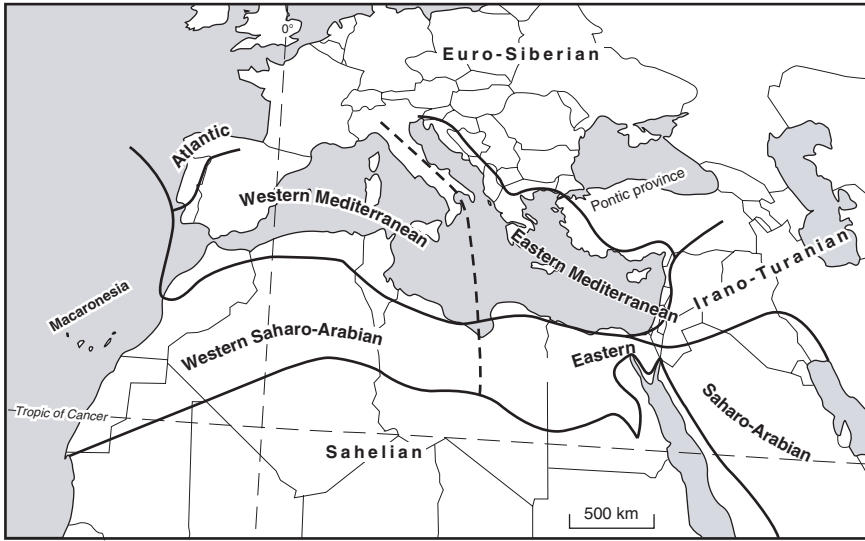 0°
Euro-Siberian
Atlantic
Pontic province
Western Mediterranean
Eastern Mediterranean
Irano-Turanian
Macaronesia
Western Saharo-Arabian
Eastern
Saharo-Arabian
Tropic of Cancer
Sahelian
500 km